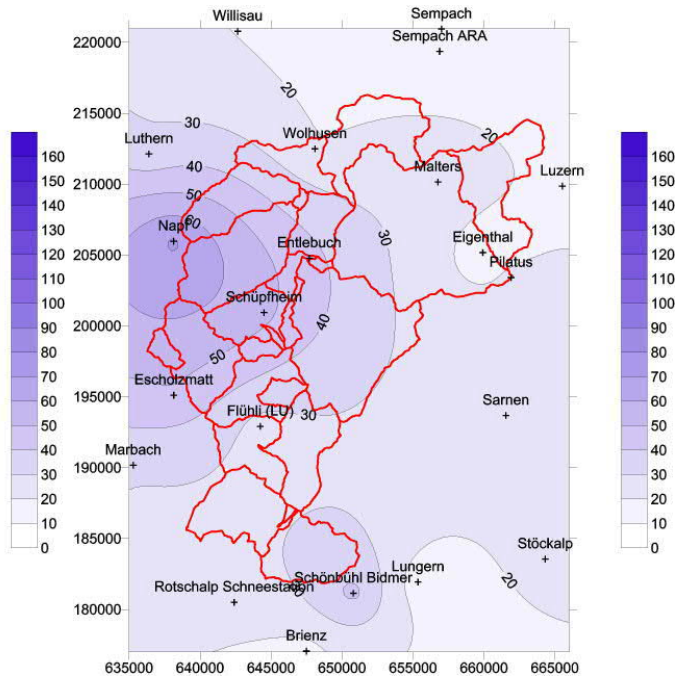 Willisau
Sempach
220000
Sempach ARA
20
215000
30
20
Wolhusen
Luthern
160
40
Malters
160
150
210000
Luzern
150
140
50
140
130
60
130
120
Napf
30
Eigenthal
120
110
205000
Entlebuch
Pilatus
110
100
100
90
Schüpfheim
90
80
200000
40
80
70
50
70
60
Escholzmatt
60
50
195000
Sarnen
50
40
Flühli (LU)
30
40
30
Marbach
30
20
190000
20
10
10
0
185000
0
Stöckalp
Schönbühl Bidmer
Lungern
20
Rotschalp Schneestation
180000
Brienz
635000
640000
645000
650000
655000
660000
665000